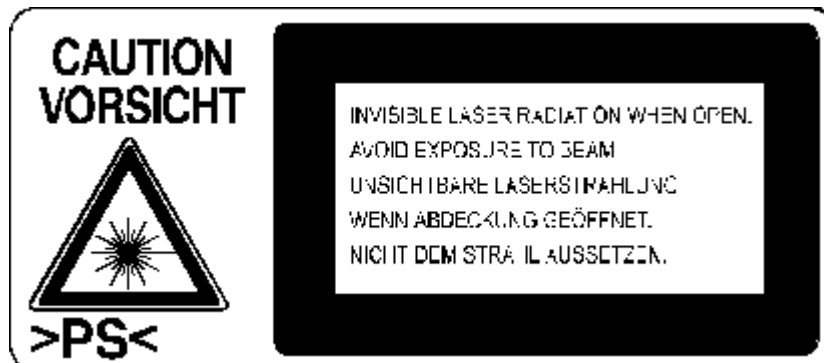 CAUTION
VORSICHT
>PS<
INVISIBLE LASER RADIATION WHEN OPEN.
AVOID EXPOSURE TO BEAM
UNSICHTBARE LASERSTRAHLUNG
WENN ABDECKUNG GEÖFFNET.
NICHT DEM STRAHL AUSSETZEN.